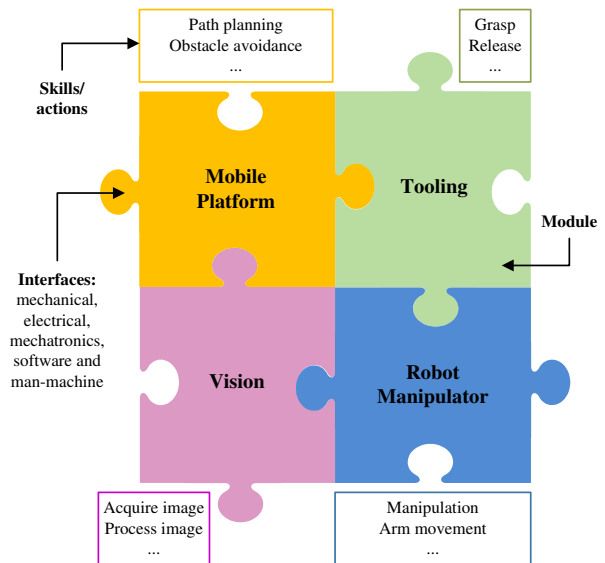 Path planning
Obstacle avoidance
...
Grasp
Release
...
Skills/
actions
Mobile
Platform
Tooling
Module
Interfaces:
mechanical,
electrical,
mechatronics,
software and
man-machine
Vision
Robot
Manipulator
Acquire image
Process image
...
Manipulation
Arm movement
...